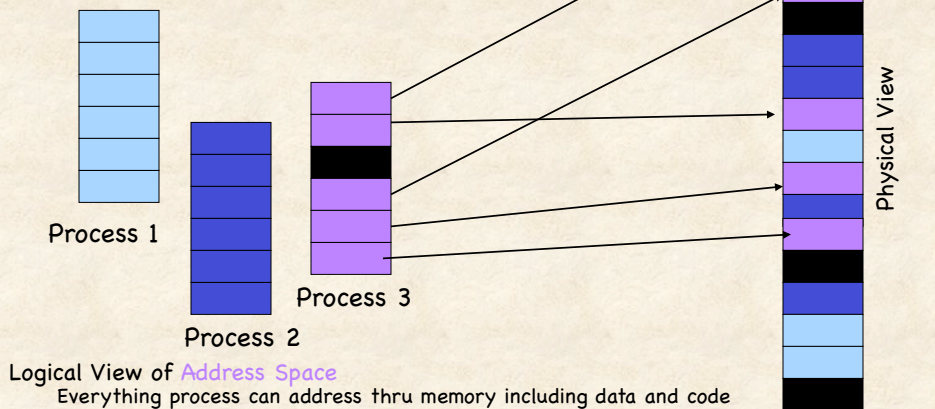 Process 1
Process 2
Process 3
Physical View
Logical View of Address Space
Everything process can address thru memory including data and code